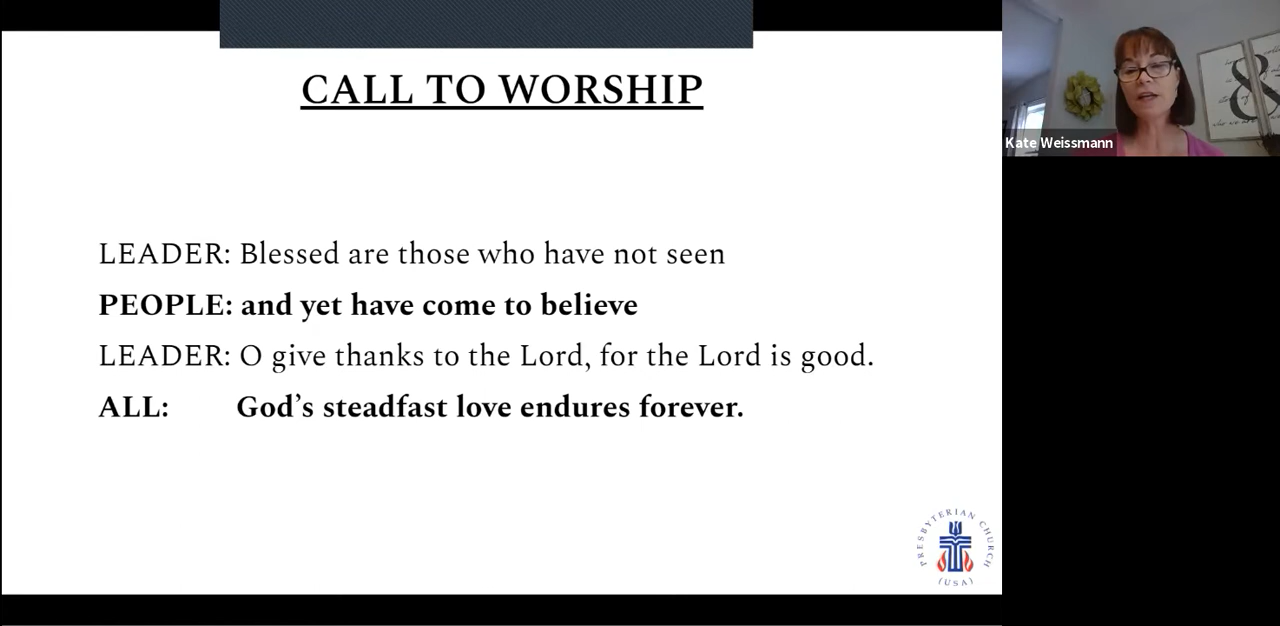 CALL TO WORSHIP
LEADER: Blessed are those who have not seen
PEOPLE: and yet have come to believe
LEADER: O give thanks to the Lord, for the Lord is good.
ALL: God’s steadfast love endures forever.
PRESBYTERIAN CHURCH
(USA)
Kate Weissmann
&